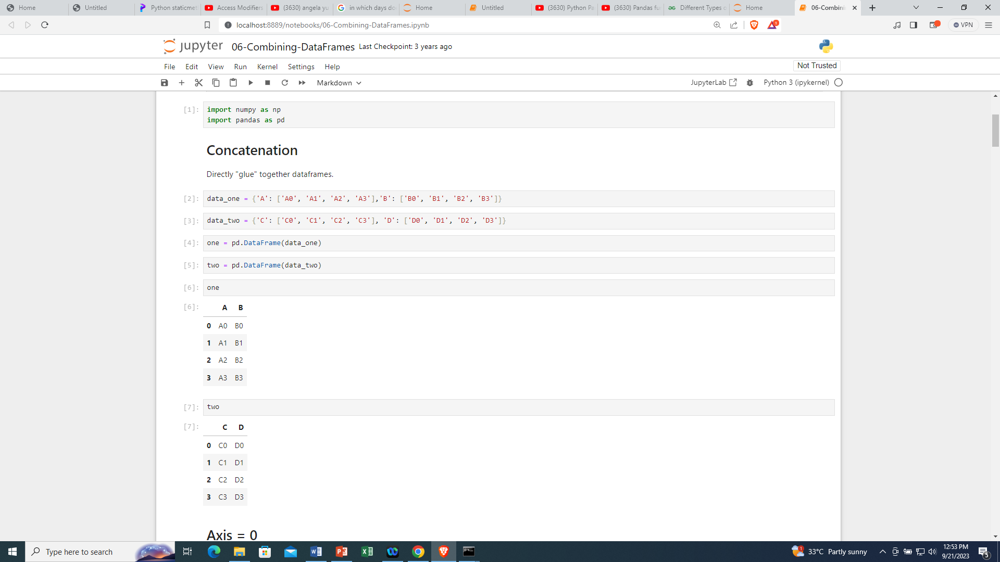 Home
Untitled
Python staticmet
Access Modifiers
(3630) angela yu
in which days do
Home
Untitled
(3630) Python Pa
(3630) Pandas fu
Different Types o
Home
06-Combini
localhost:8889/notebooks/06-Combining-DataFrames.ipynb
1
VPN
jupyter 06-Combining-DataFrames Last Checkpoint: 3 years ago
File Edit View Run Kernel Settings Help
Not Trusted
Markdown
JupyterLab
Python 3 (ipykernel)
[1]: import numpy as np
import pandas as pd
Concatenation
Directly "glue" together dataframes.
[2]: data_one = {'A': ['A0', 'A1', 'A2', 'A3'],'B': ['B0', 'B1', 'B2', 'B3']}
[3]: data_two = {'C': ['C0', 'C1', 'C2', 'C3'], 'D': ['D0', 'D1', 'D2', 'D3']}
[4]: one = pd.DataFrame(data_one)
[5]: two = pd.DataFrame(data_two)
[6]: one
[6]: A B
0 A0 B0
1 A1 B1
2 A2 B2
3 A3 B3
[7]: two
[7]: C D
0 C0 D0
1 C1 D1
2 C2 D2
3 C3 D3
Axis = 0
Type here to search
1
33°C Partly sunny
12:53 PM
9/21/2023
5